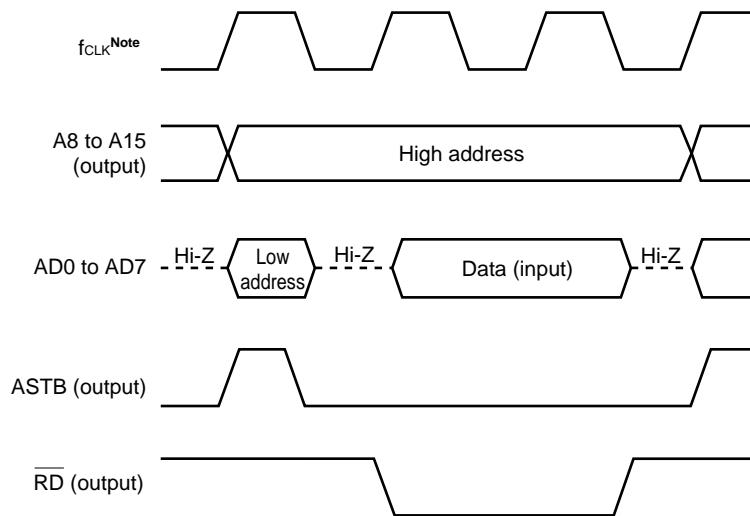 fCLKNote
A8 to A15
(output)
High address
AD0 to AD7
Hi-Z
Low
address
Hi-Z
Data (input)
Hi-Z
ASTB (output)
RD (output)